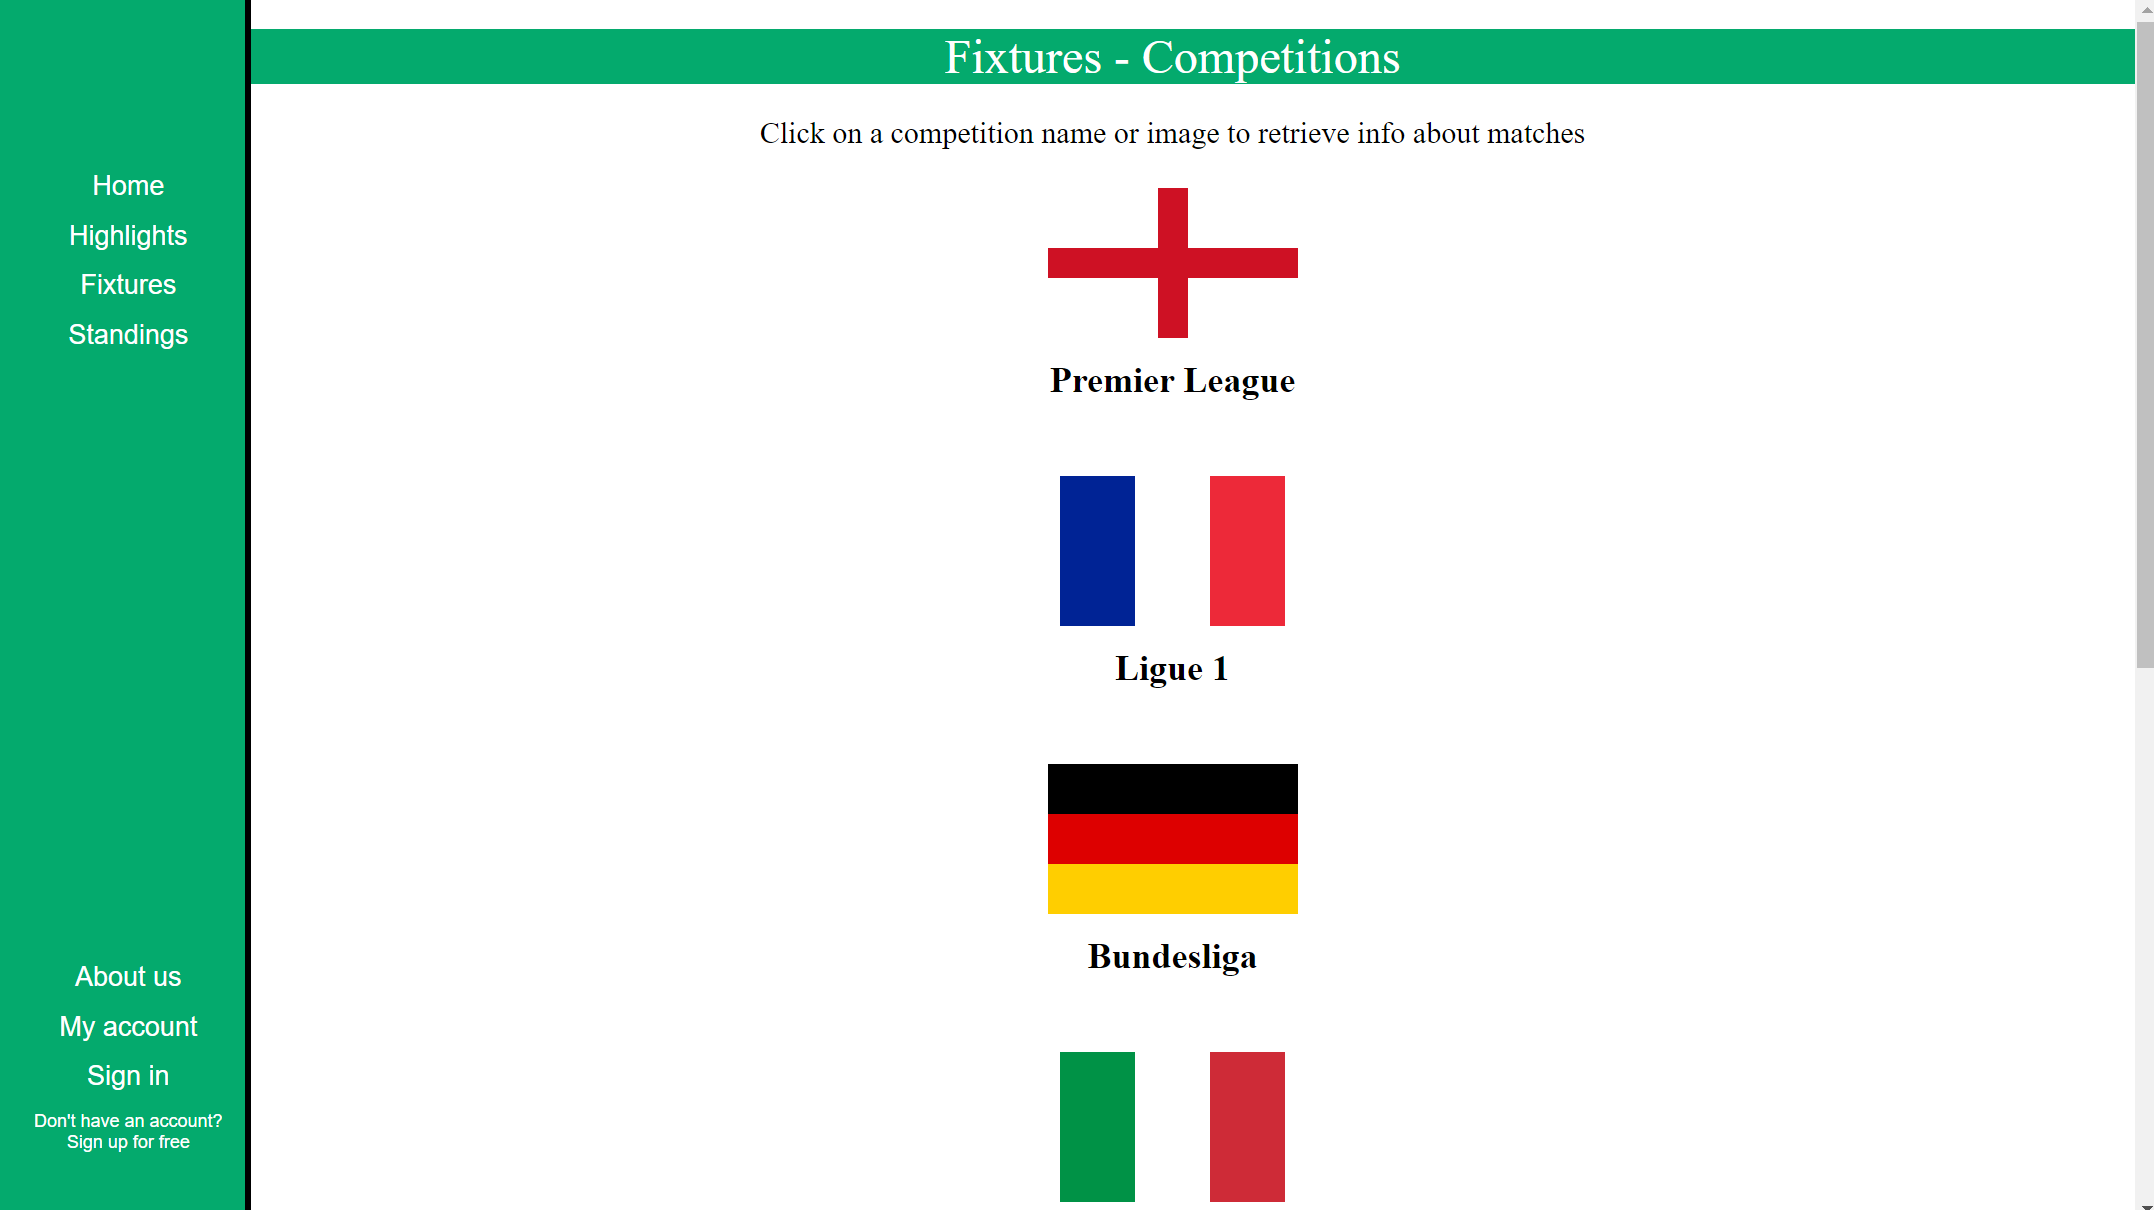 Home
Highlights
Fixtures
Standings
About us
My account
Sign in
Don't have an account?
Sign up for free
Fixtures - Competitions
Click on a competition name or image to retrieve info about matches
Premier League
Ligue 1
Bundesliga